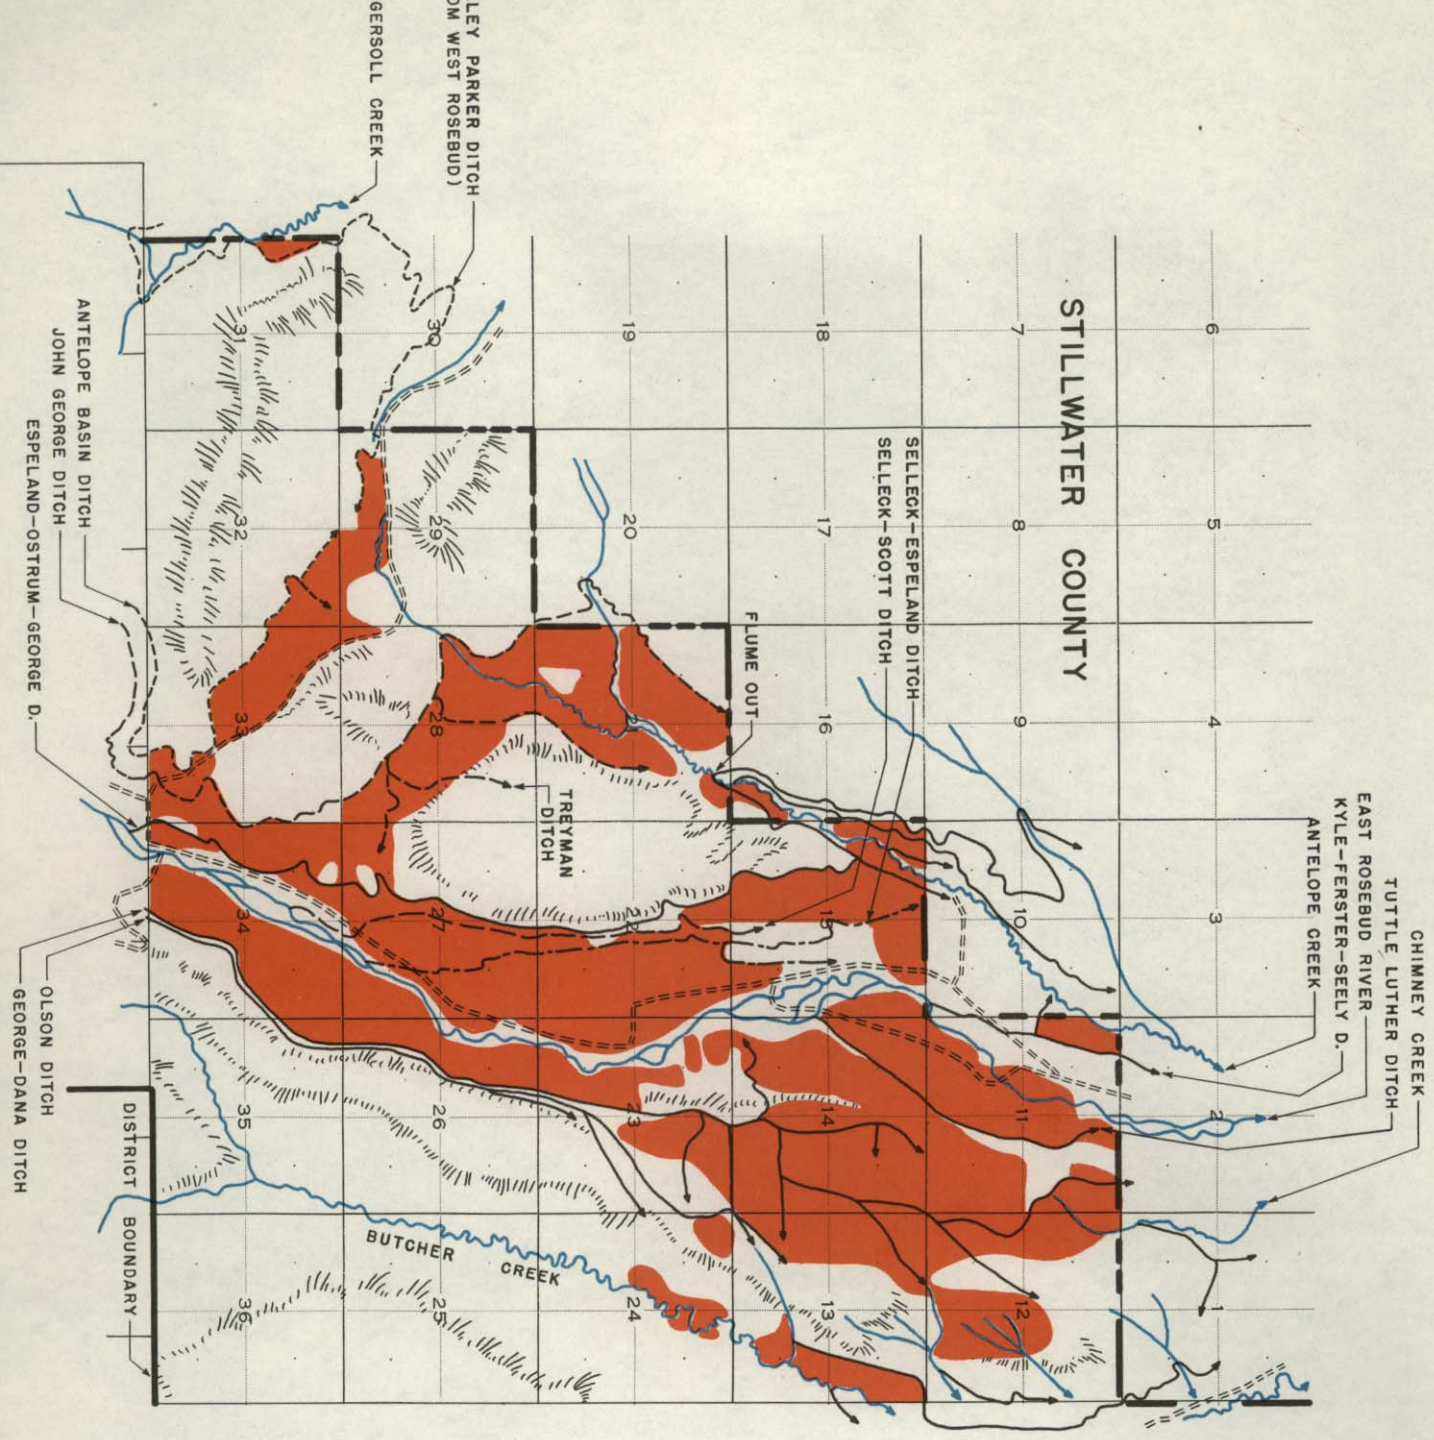 STILLWATER COUNTY
GERSOLL CREEK
LEY PARKER DITCH
OM WEST ROSEBUD)
ANTELOPE BASIN DITCH
JOHN GEORGE DITCH
ESPELAND-OSTRUM-GEORGE D.
SELLECK-ESPELAND DITCH
SELLECK-SCOTT DITCH
FLUME OUT
TREYMAN
DITCH
CHIMNEY CREEK
TUTTLE LUTHER DITCH
EAST ROSEBUD RIVER
KYLE-FERSTER-SEELY D.
ANTELOPE CREEK
OLSON DITCH
GEORGE-DANA DITCH
BUTCHER CREEK
DISTRICT BOUNDARY
6
5
4
3
2
1
7
8
9
10
11
12
18
17
16
15
14
13
19
20
23
24
30
29
28
27
26
25
31
32
33
34
35
36